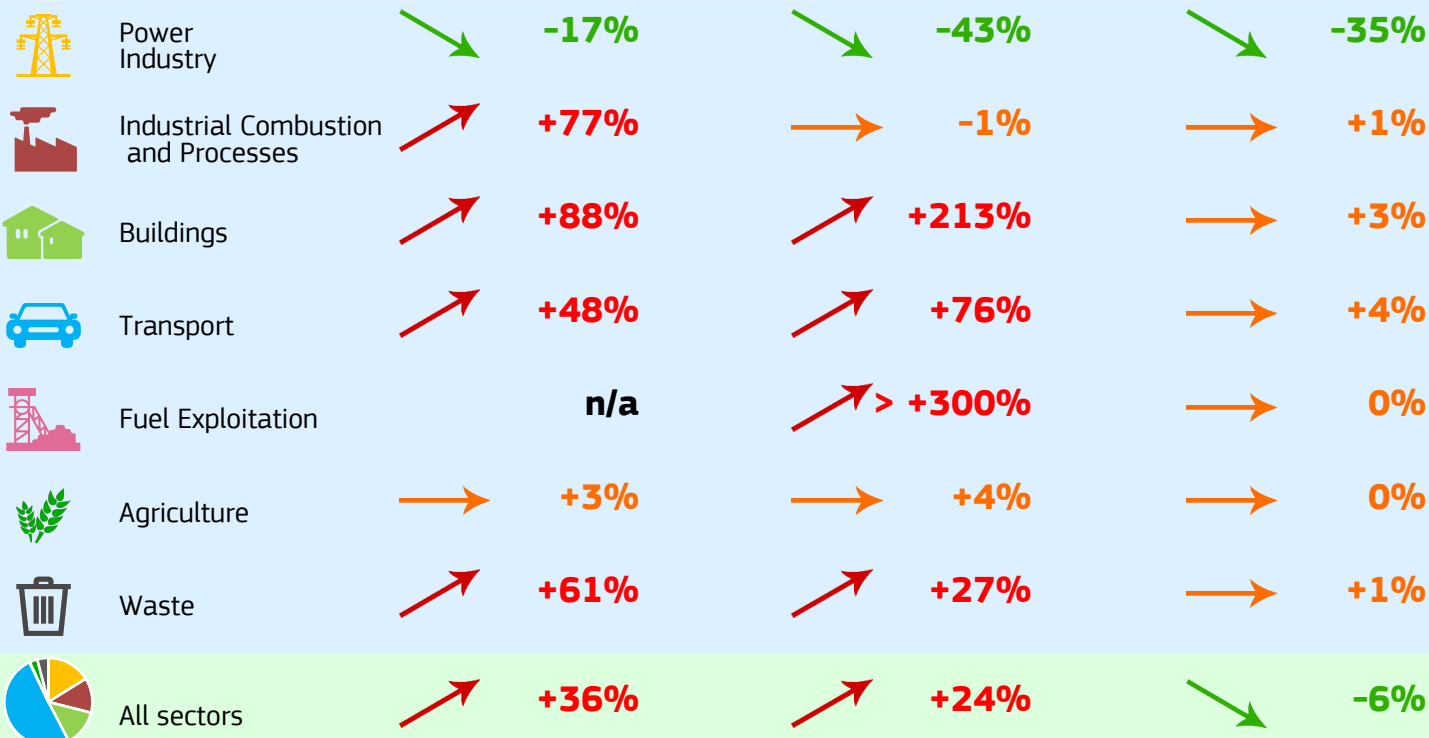 Power
Industry
-17%
-43%
-35%
Industrial Combustion
and Processes
+77%
-1%
+1%
Buildings
+88%
+213%
+3%
Transport
+48%
+76%
+4%
Fuel Exploitation
n/a
> +300%
0%
Agriculture
+3%
+4%
0%
Waste
+61%
+27%
+1%
All sectors
+36%
+24%
-6%